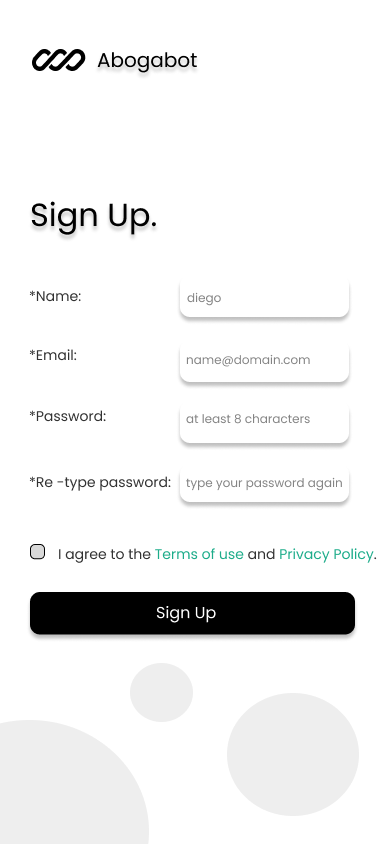 Abogabot
Sign Up.
*Name:
diego
*Email:
name@domain.com
*Password:
at least 8 characters
*Re -type password:
type your password again
I agree to the Terms of use and Privacy Policy.
Sign Up